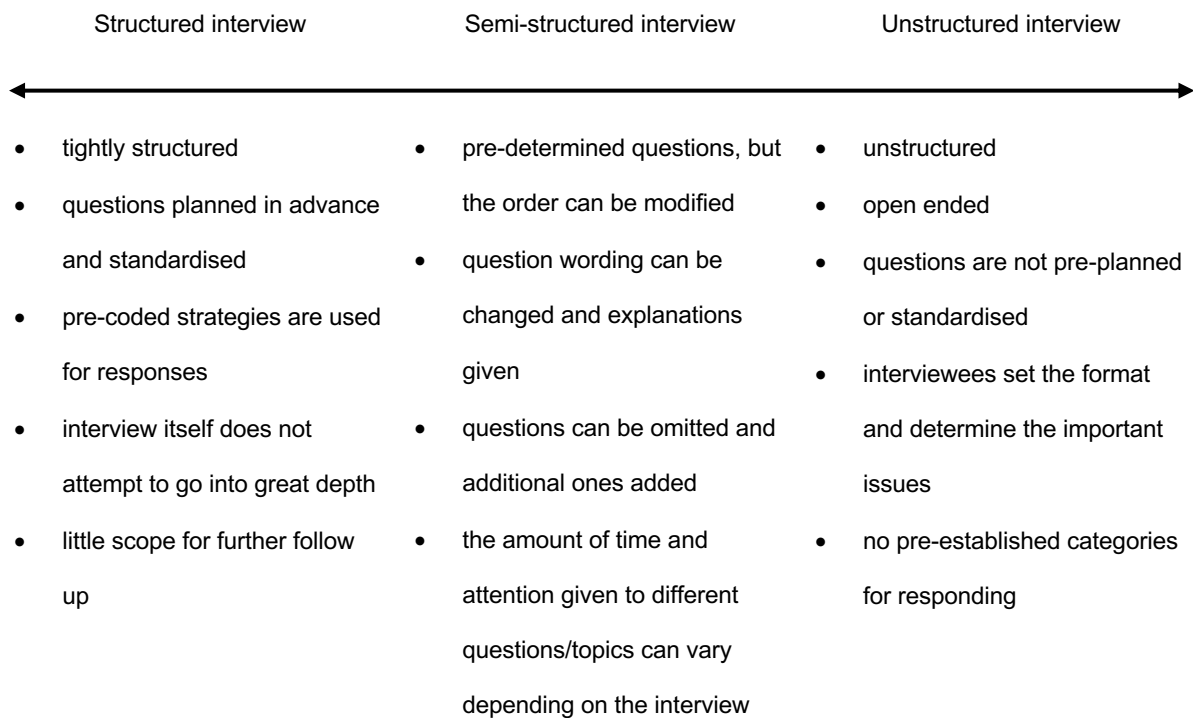 Structured interview
Semi-structured interview
Unstructured interview
• tightly structured
• questions planned in advance
and standardised
• pre-coded strategies are used
for responses
• interview itself does not
attempt to go into great depth
• little scope for further follow
up
• pre-determined questions, but
the order can be modified
• question wording can be
changed and explanations
given
• questions can be omitted and
additional ones added
• the amount of time and
attention given to different
questions/topics can vary
depending on the interview
• unstructured
• open ended
• questions are not pre-planned
or standardised
• interviewees set the format
and determine the important
issues
• no pre-established categories
for responding